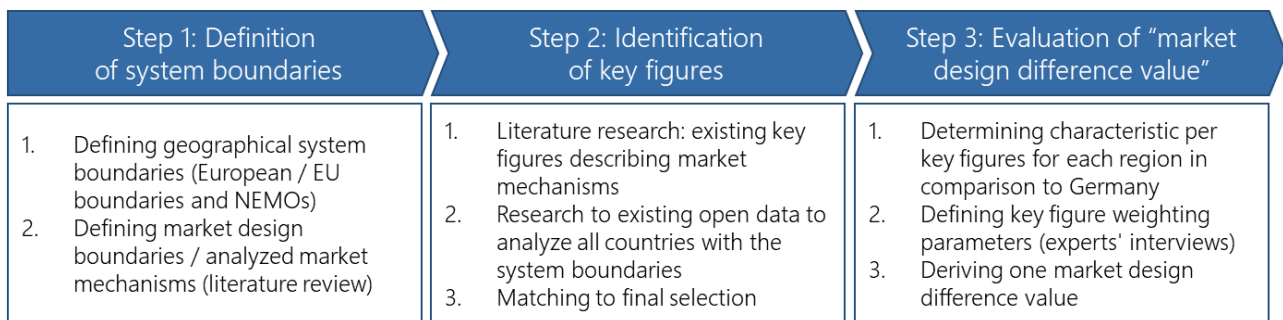 Step 1: Definition
of system boundaries
1. Defining geographical system
boundaries (European / EU
boundaries and NEMOs)
2. Defining market design
boundaries / analyzed market
mechanisms (literature review)
Step 2: Identification
of key figures
1. Literature research: existing key
figures describing market
mechanisms
2. Research to existing open data to
analyze all countries with the
system boundaries
3. Matching to final selection
Step 3: Evaluation of “market
design difference value”
1. Determining characteristic per
key figures for each region in
comparison to Germany
2. Defining key figure weighting
parameters (experts' interviews)
3. Deriving one market design
difference value